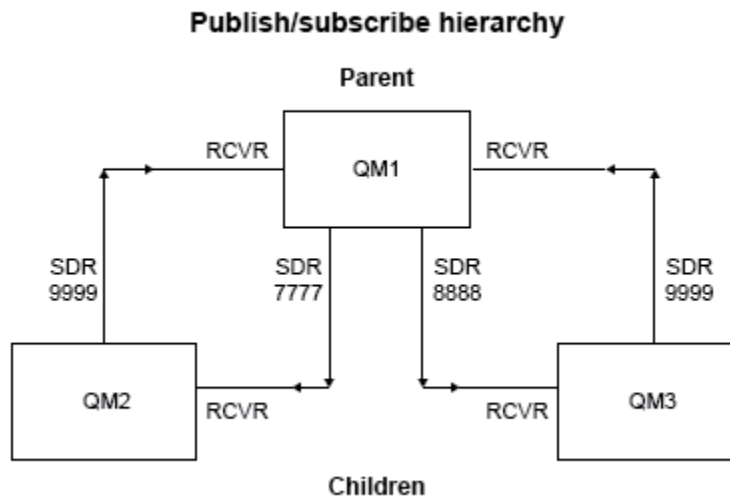 Publish/subscribe hierarchy
Parent
RCVR
QM1
RCVR
SDR
9999
SDR
7777
SDR
8888
SDR
9999
QM2
RCVR
RCVR
QM3
Children